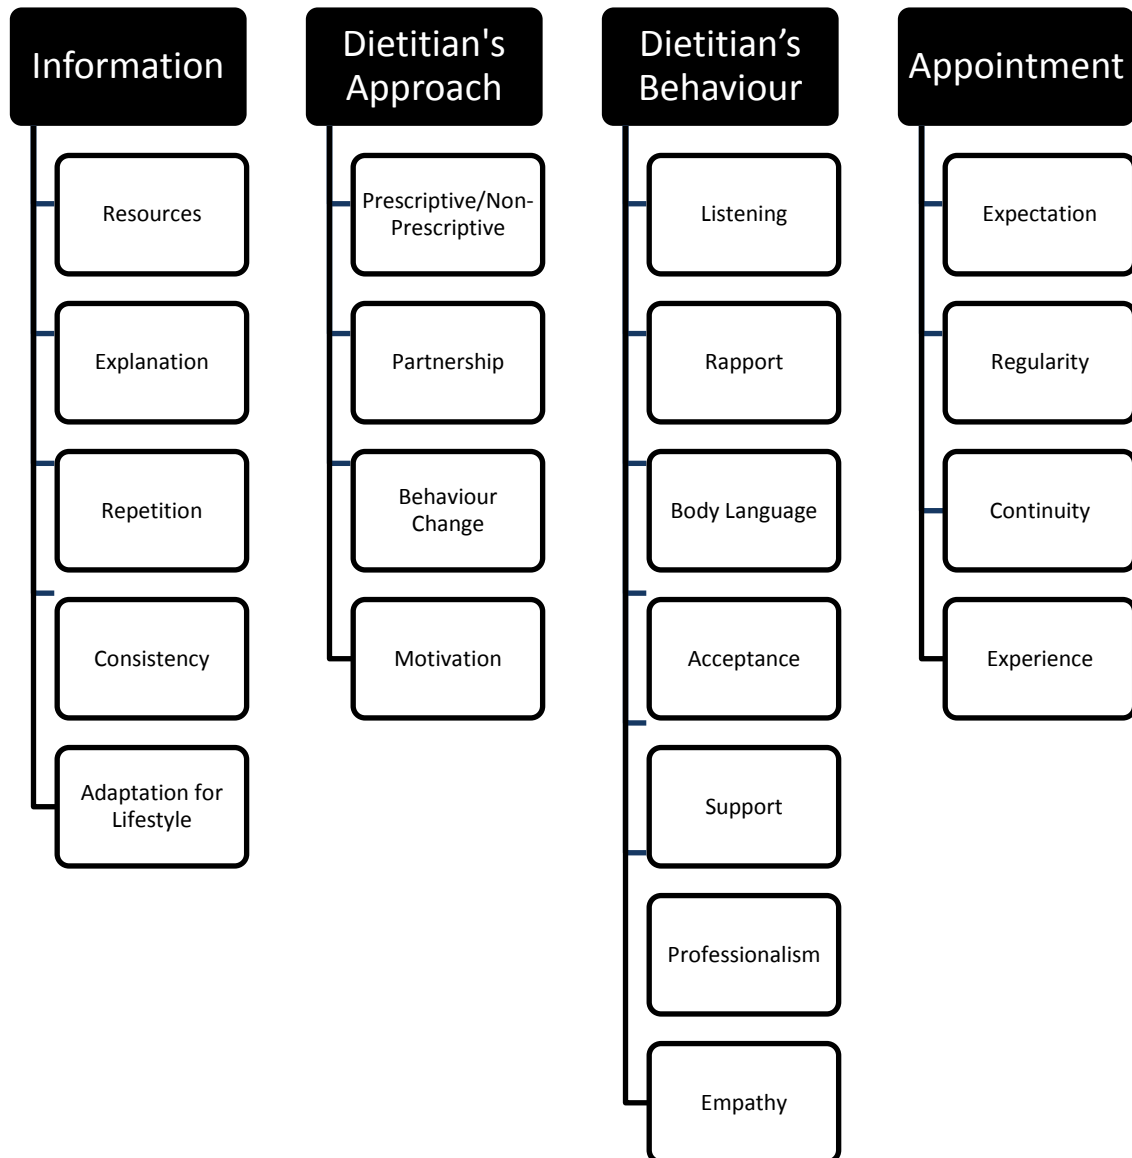 Information
Resources
Explanation
Repetition
Consistency
Adaptation for
Lifestyle
Dietitian's
Approach
Prescriptive/Non-
Prescriptive
Partnership
Behaviour
Change
Motivation
Dietitian’s
Behaviour
Listening
Rapport
Body Language
Acceptance
Support
Professionalism
Empathy
Appointment
Expectation
Regularity
Continuity
Experience